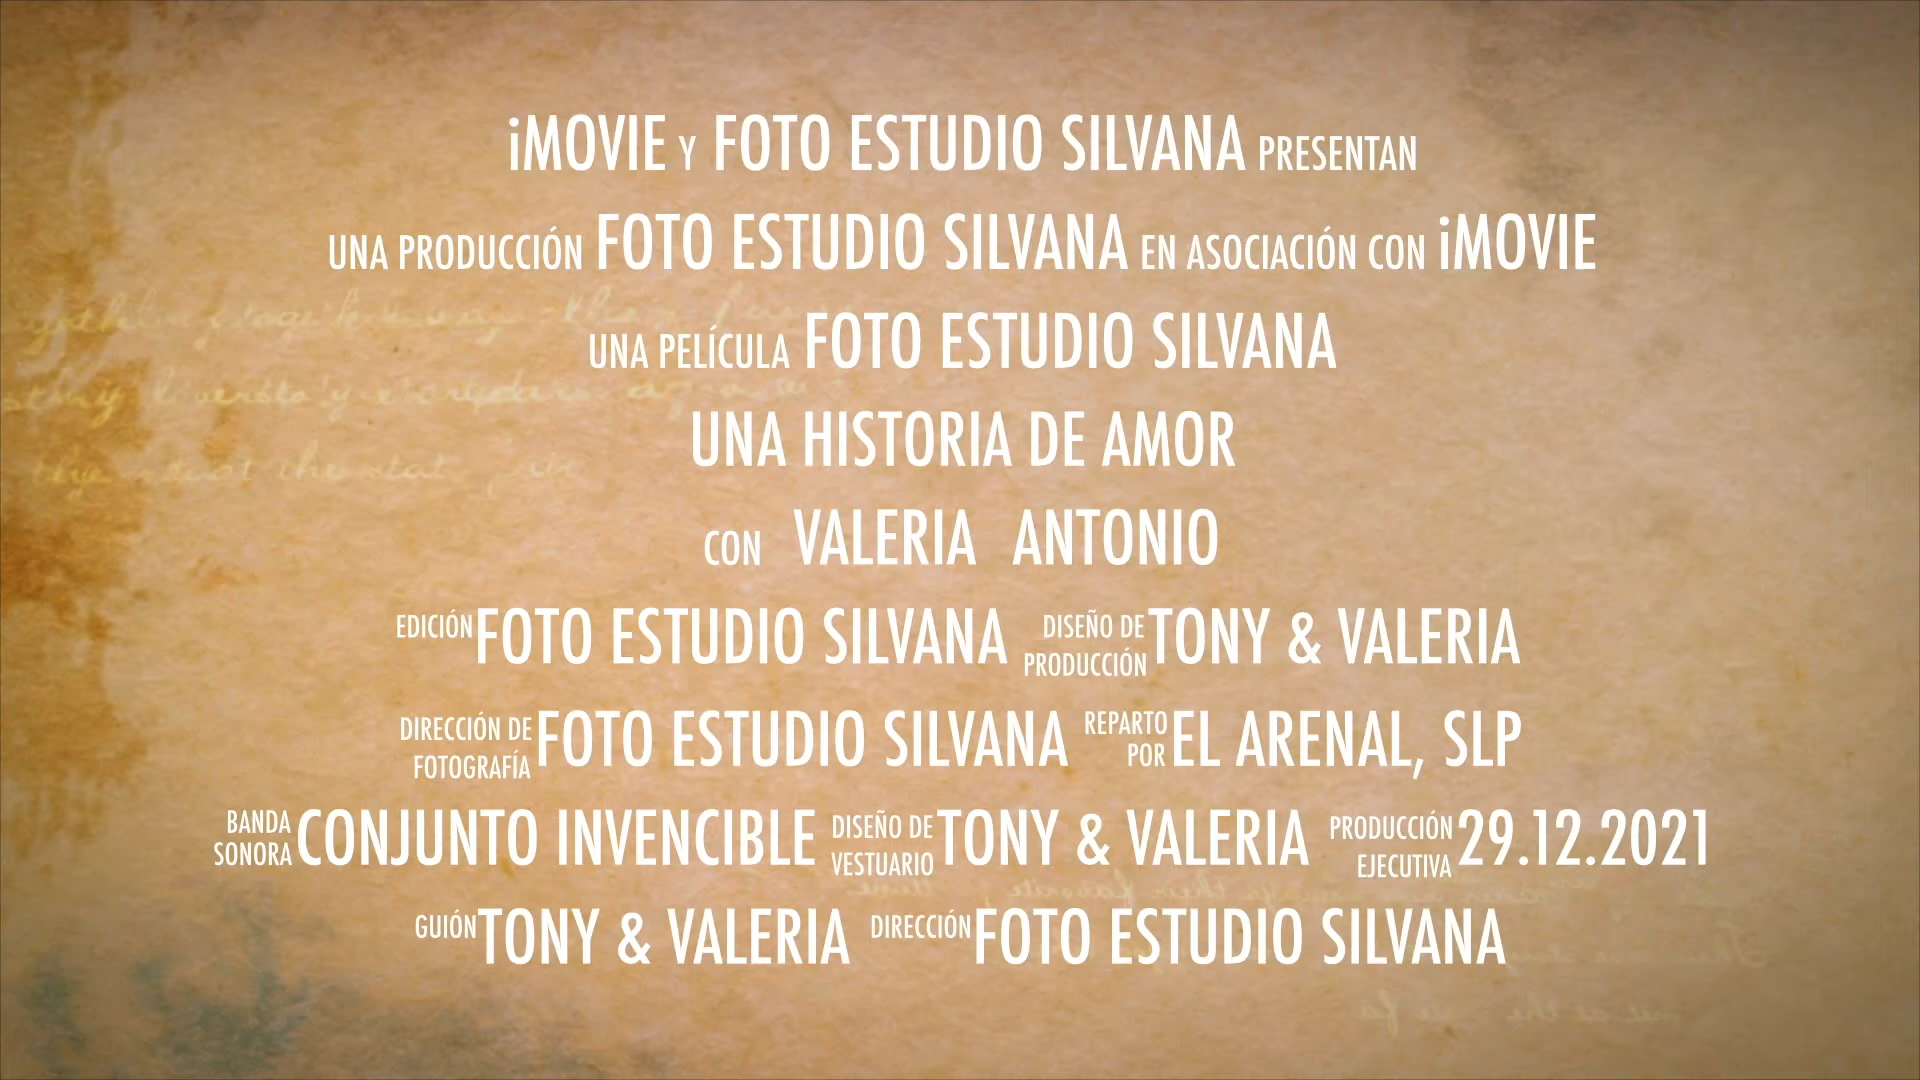 iMOVIE Y FOTO ESTUDIO SILVANA PRESENTAN
UNA PRODUCCIÓN FOTO ESTUDIO SILVANA EN ASOCIACIÓN CON iMOVIE
UNA PELÍCULA FOTO ESTUDIO SILVANA
UNA HISTORIA DE AMOR
CON VALERIA ANTONIO
EDICIÓN FOTO ESTUDIO SILVANA DISEÑO DE PRODUCCIÓN TONY & VALERIA
DIRECCIÓN DE FOTOGRAFÍA FOTO ESTUDIO SILVANA REPARTO POR EL ARENAL, SLP
BANDA SONORA CONJUNTO INVENCIBLE DISEÑO DE VESTUARIO TONY & VALERIA PRODUCCIÓN EJECUTIVA 29.12.2021
GUIÓN TONY & VALERIA DIRECCIÓN FOTO ESTUDIO SILVANA